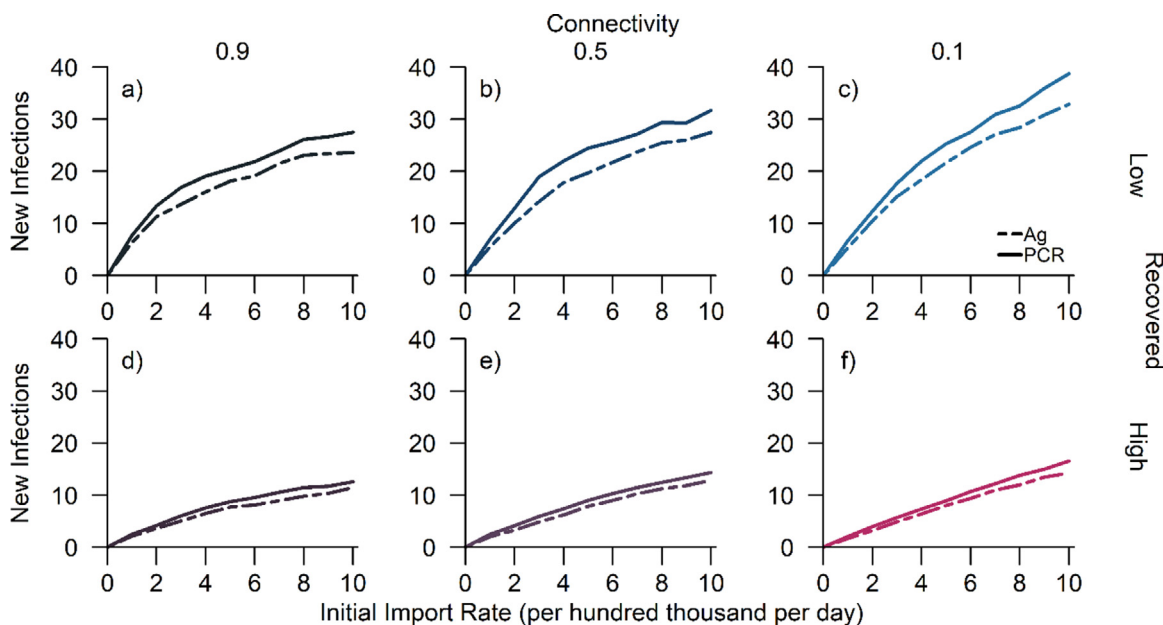 Connectivity
0.9 0.5 0.1
40 40 40
a) b) c)
30 30 30
20 20 20
10 10 10
0 0 0
New Infections
Ag
PCR
Low
0 2 4 6 8 10 0 2 4 6 8 10 0 2 4 6 8 10
Recovered
40 40 40
d) e) f)
30 30 30
20 20 20
10 10 10
0 0 0
New Infections
High
0 2 4 6 8 10 0 2 4 6 8 10 0 2 4 6 8 10
Initial Import Rate (per hundred thousand per day)